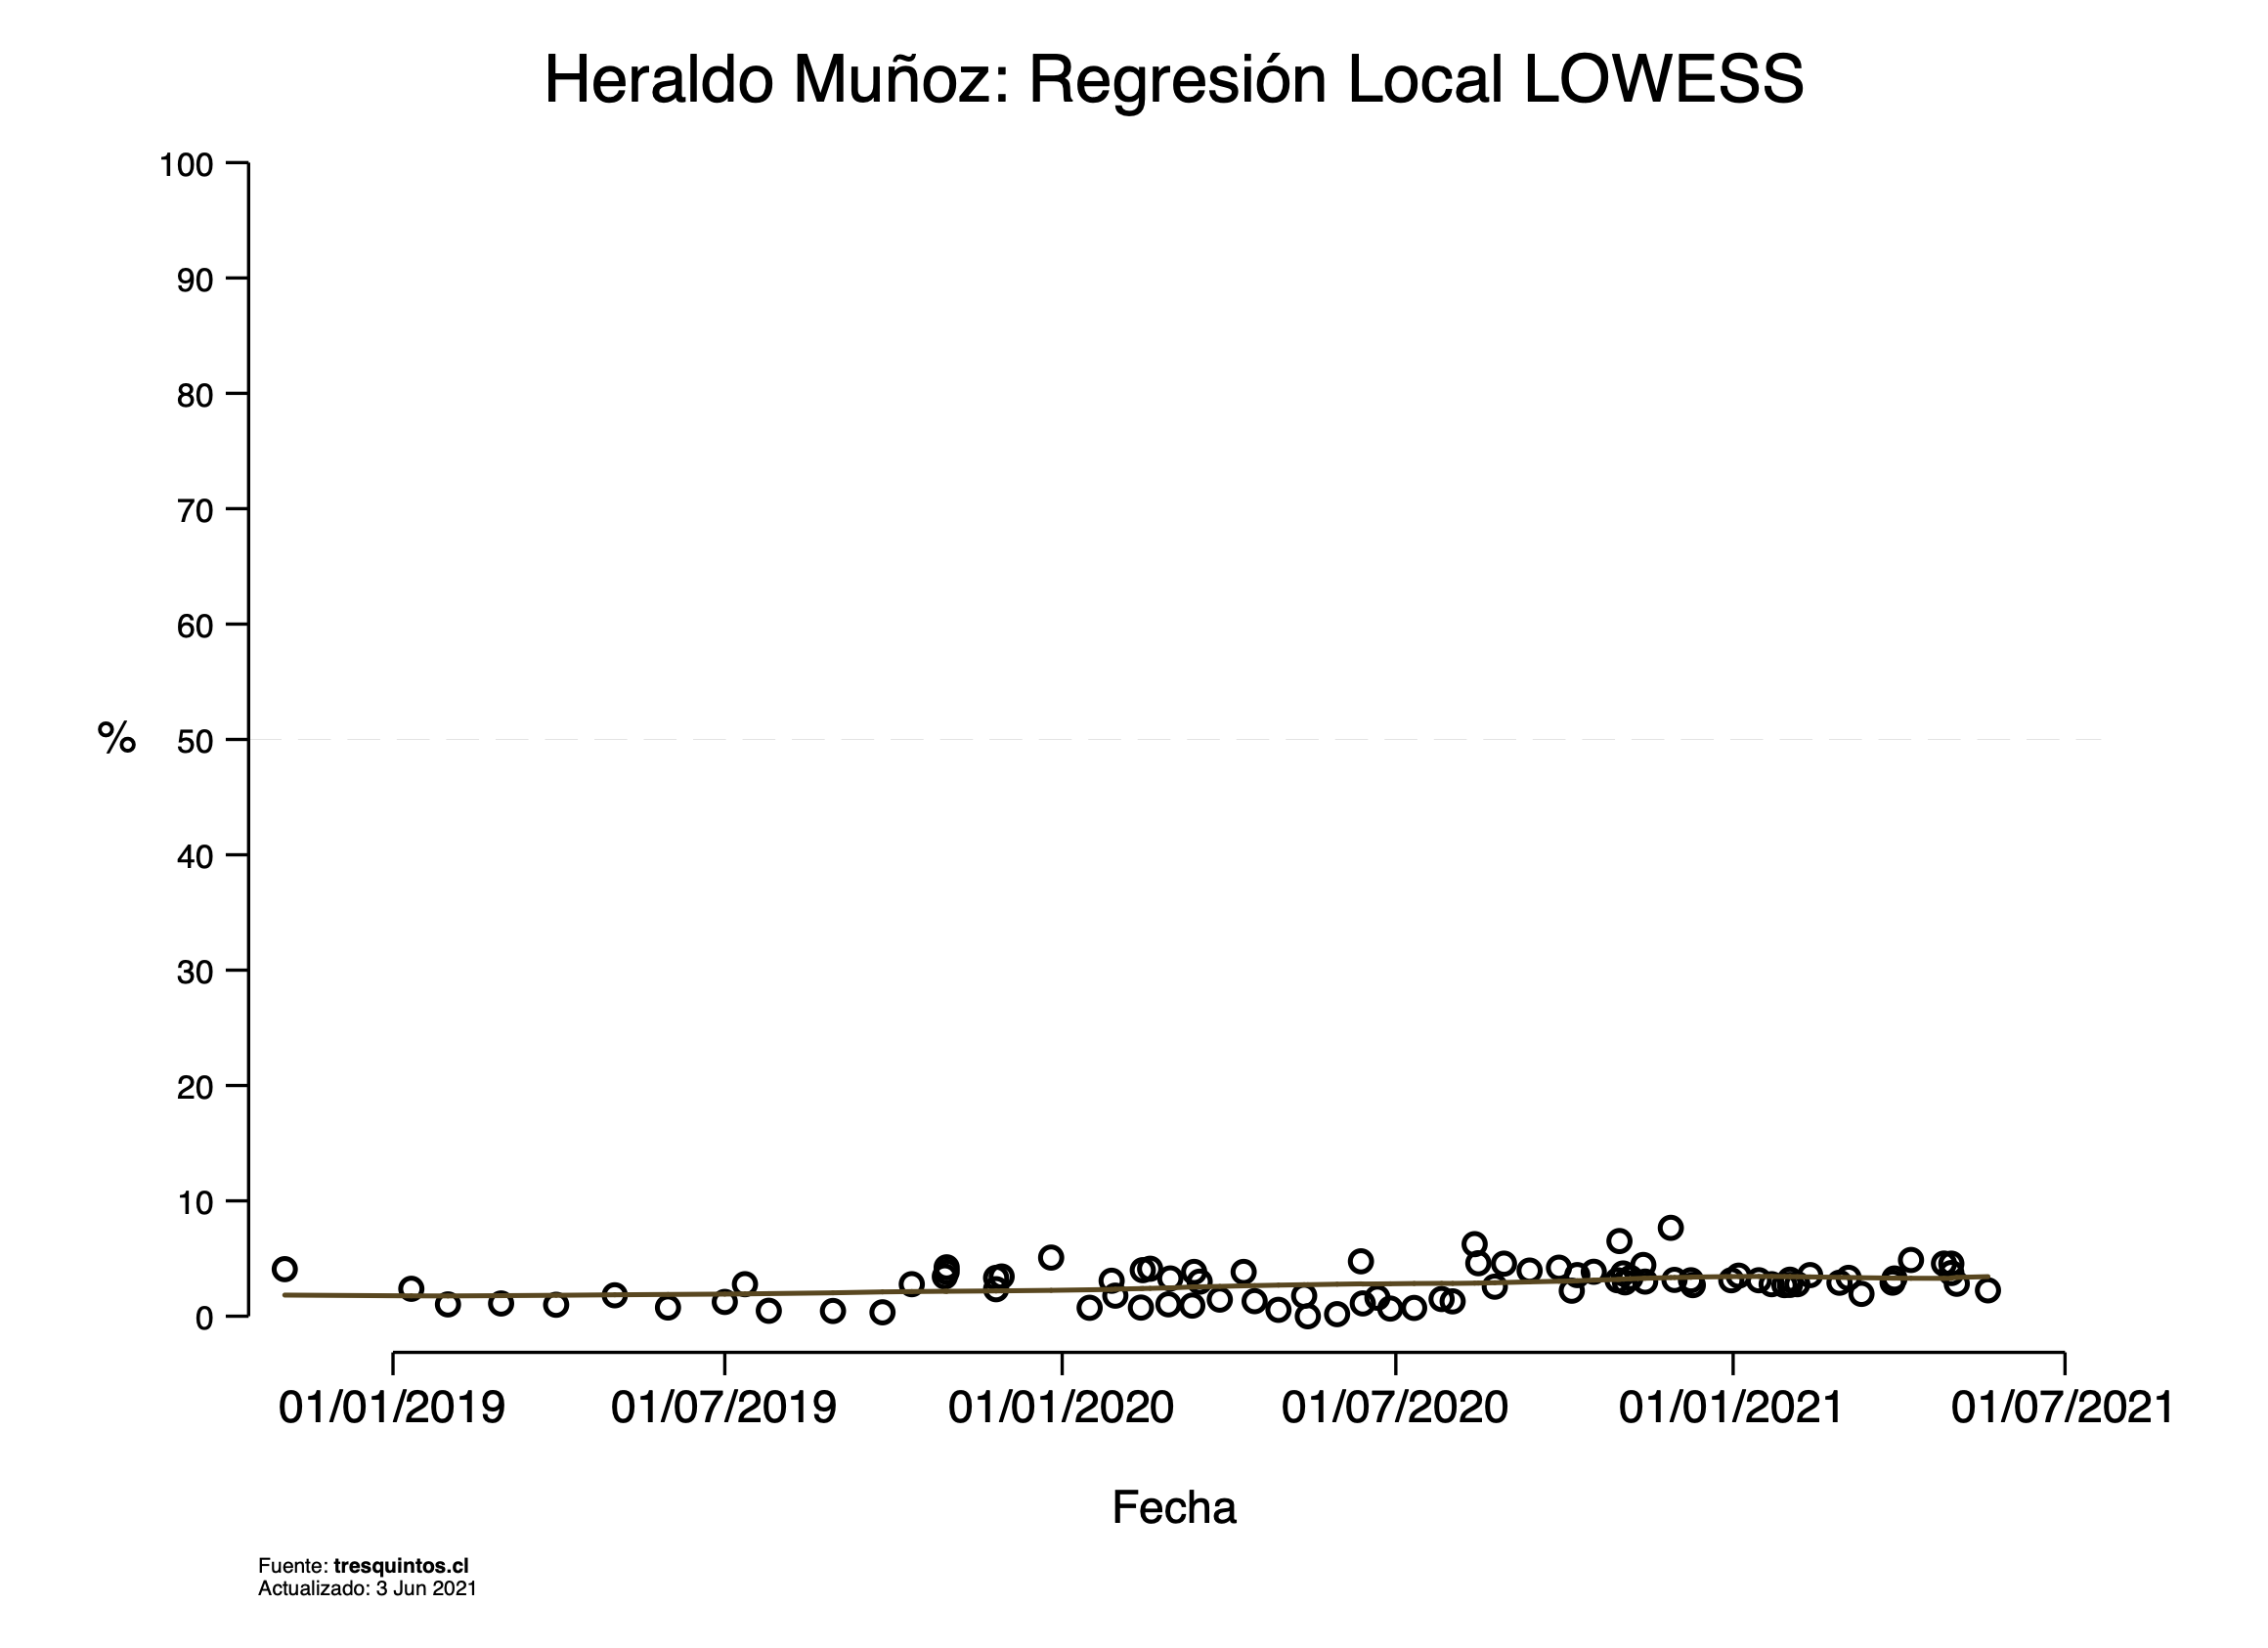 Heraldo Muñoz: Regresión Local LOWESS
100
90
80
70
60
% 50
40
30
20
10
0
01/01/2019 01/07/2019 01/01/2020 01/07/2020 01/01/2021 01/07/2021
Fecha
Fuente: tresquintos.cl
Actualizado: 3 Jun 2021